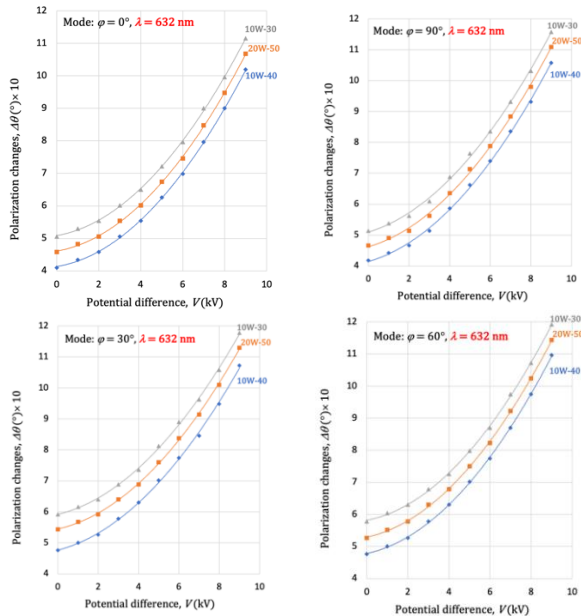 Mode: φ = 0°, λ = 632 nm
10W-30
20W-50
10W-40
Polarization changes, Δθ(°)× 10
12
11
10
9
8
7
6
5
4
0 2 4 6 8 10
Potential difference, V(kV)
Mode: φ = 90°, λ = 632 nm
10W-30
20W-50
10W-40
Polarization changes, Δθ(°)× 10
12
11
10
9
8
7
6
5
4
0 2 4 6 8 10
Potential difference, V(kV)
Mode: φ = 30°, λ = 632 nm
10W-30
20W-50
10W-40
Polarization changes, Δθ(°)× 10
12
11
10
9
8
7
6
5
4
0 2 4 6 8 10
Potential difference, V(kV)
Mode: φ = 60°, λ = 632 nm
10W-30
20W-50
10W-40
Polarization changes, Δθ(°)× 10
12
11
10
9
8
7
6
5
4
0 2 4 6 8 10
Potential difference, V(kV)